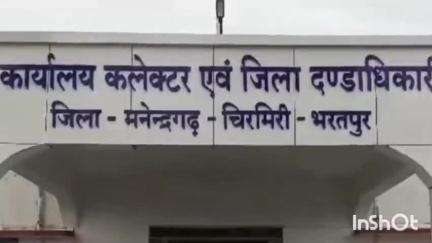 कार्यालय कलेक्टर एवं जिला दण्डाधिकारी
जिला - मनेन्द्रगढ़ - चिरमिरी - भरतपुर
InShOt